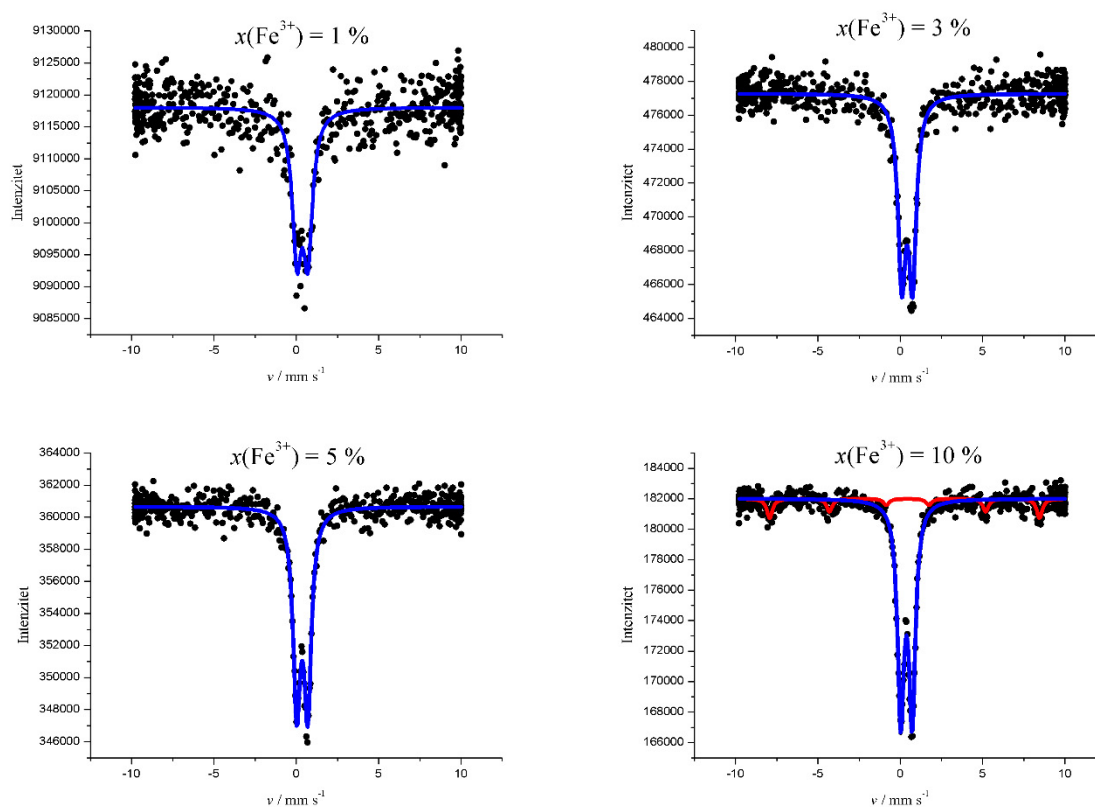 x(Fe³⁺) = 1 %
9130000
9125000
9120000
9115000
9110000
9105000
9100000
9095000
9090000
9085000
Intenzitet
-10 -5 0 5 10
v / mm s⁻¹
x(Fe³⁺) = 3 %
480000
478000
476000
474000
472000
470000
468000
466000
464000
Intenzitet
-10 -5 0 5 10
v / mm s⁻¹
x(Fe³⁺) = 5 %
364000
362000
360000
358000
356000
354000
352000
350000
348000
346000
Intenzitet
-10 -5 0 5 10
v / mm s⁻¹
x(Fe³⁺) = 10 %
184000
182000
180000
178000
176000
174000
172000
170000
168000
166000
Intenzitet
-10 -5 0 5 10
v / mm s⁻¹